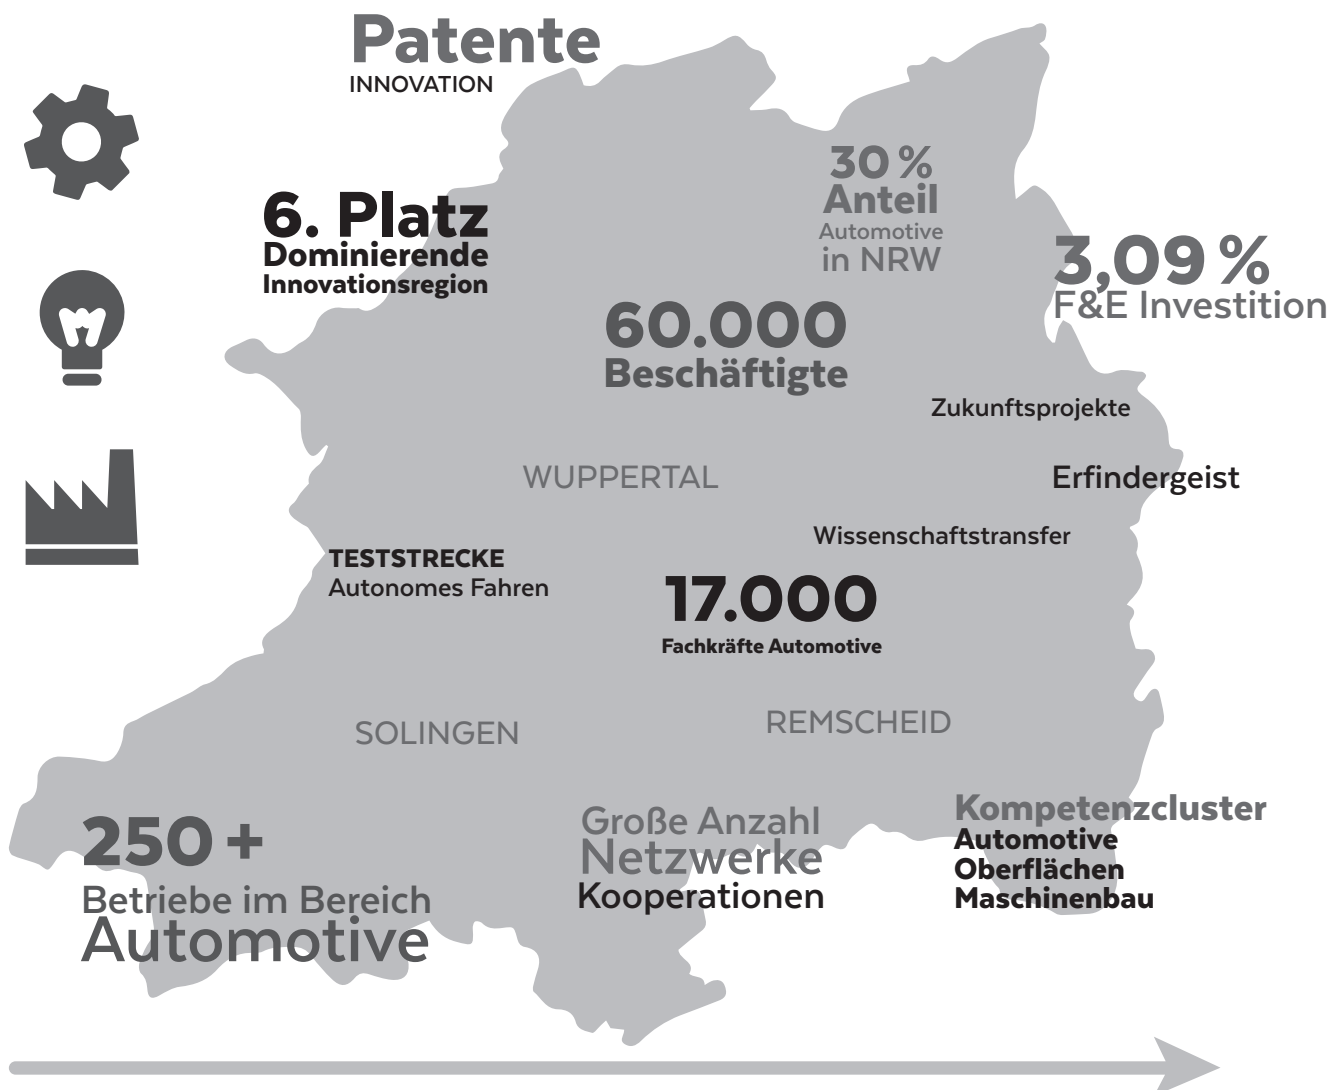 Patente
INNOVATION
6. Platz
Dominierende
Innovationsregion
30 %
Anteil
Automotive
in NRW
3,09 %
F&E Investition
60.000
Beschäftigte
Zukunftsprojekte
WUPPERTAL
Erfindergeist
Wissenschaftstransfer
TESTSTRECKE
Autonomes Fahren
17.000
Fachkräfte Automotive
SOLINGEN
REMSCHEID
250 +
Betriebe im Bereich
Automotive
Große Anzahl
Netzwerke
Kooperationen
Kompetenzcluster
Automotive
Oberflächen
Maschinenbau